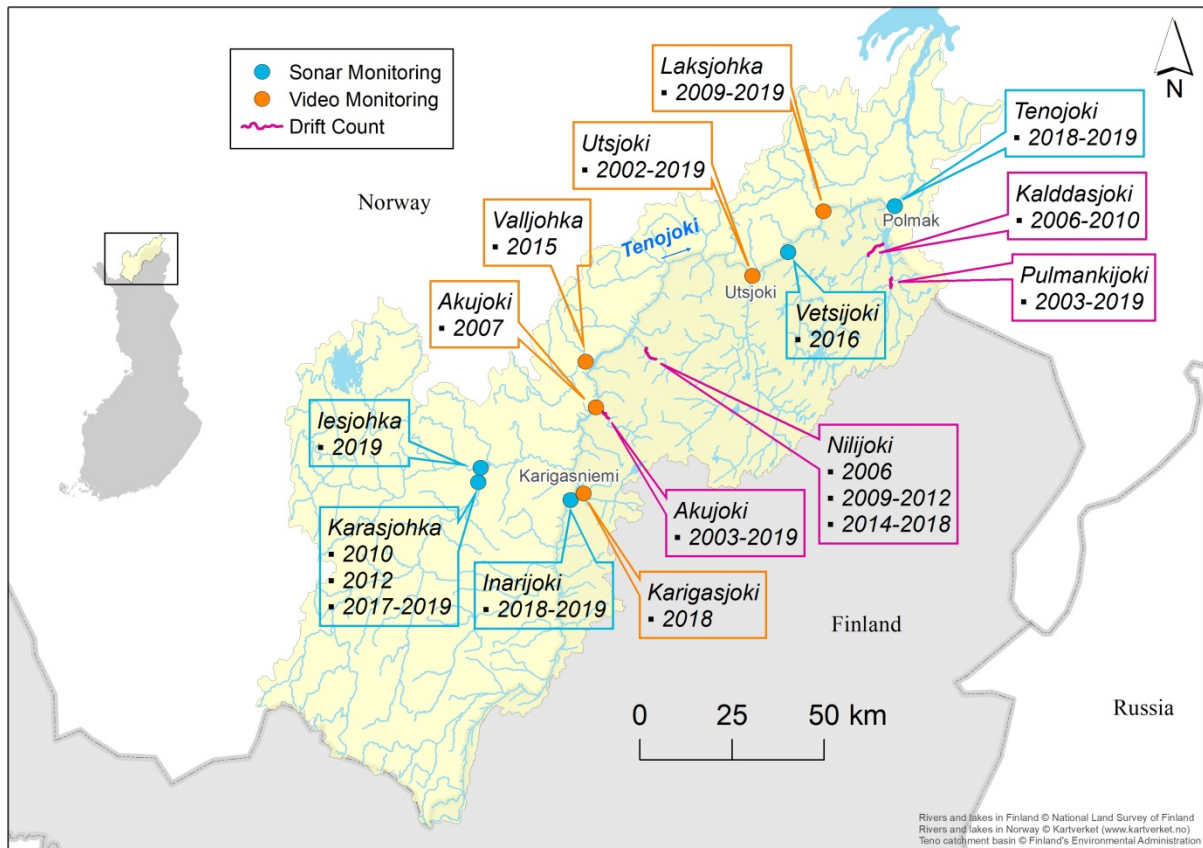 Sonar Monitoring
Video Monitoring
Drift Count
N
Laksjohka
▪ 2009-2019
Tenojoki
▪ 2018-2019
Utsjoki
▪ 2002-2019
Kalddasjoki
▪ 2006-2010
Norway
Valljohka
▪ 2015
Tenojoki
Polmak
Pulmankijoki
▪ 2003-2019
Utsjoki
Akujoki
▪ 2007
Vetsijoki
▪ 2016
Iesjohka
▪ 2019
Karigasniemi
Nilijoki
▪ 2006
▪ 2009-2012
▪ 2014-2018
Akujoki
▪ 2003-2019
Karasjohka
▪ 2010
▪ 2012
▪ 2017-2019
Inarijoki
▪ 2018-2019
Karigasjoki
▪ 2018
Finland
Russia
0 25 50 km
Rivers and lakes in Finland © National Land Survey of Finland
Rivers and lakes in Norway © Kartverket (www.kartverket.no)
Teno catchment basin © Finland's Environmental Administration